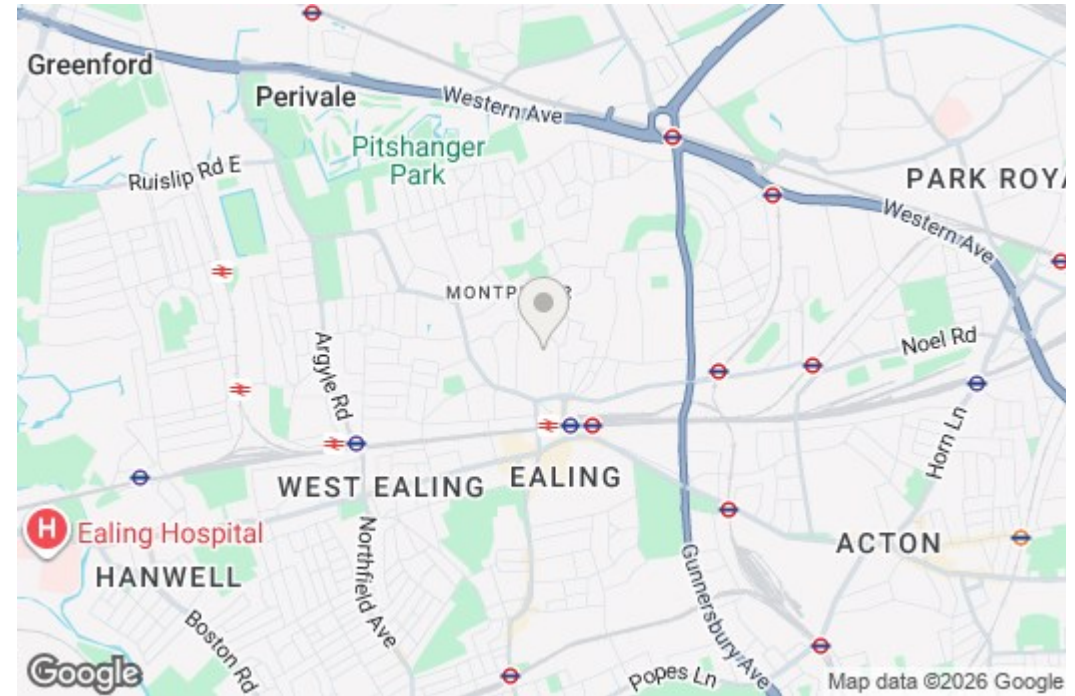 Greenford
Perivale
Western Ave
Pitshanger
Park
Ruislip Rd E
PARK ROYA
Western Ave
MONTP
Argyle Rd
Noel Rd
Horn Ln
WEST EALING
EALING
H
Ealing Hospital
HANWELL
Northfield Ave
ACTON
Gunnersbury Ave
Boston Rd
Popes Ln
Google
Map data ©2026 Google